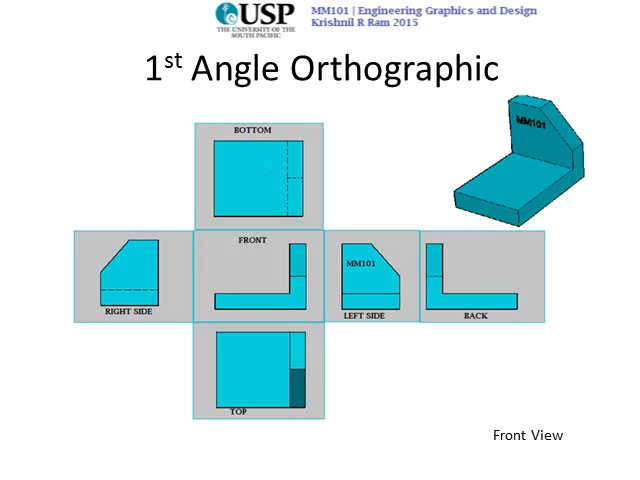 USP
THE UNIVERSITY OF THE
SOUTH PACIFIC
MM101 | Engineering Graphics and Design
Krishnil R Ram 2015
1st Angle Orthographic
MM101
BOTTOM
FRONT
MM101
RIGHT SIDE
LEFT SIDE
BACK
TOP
Front View